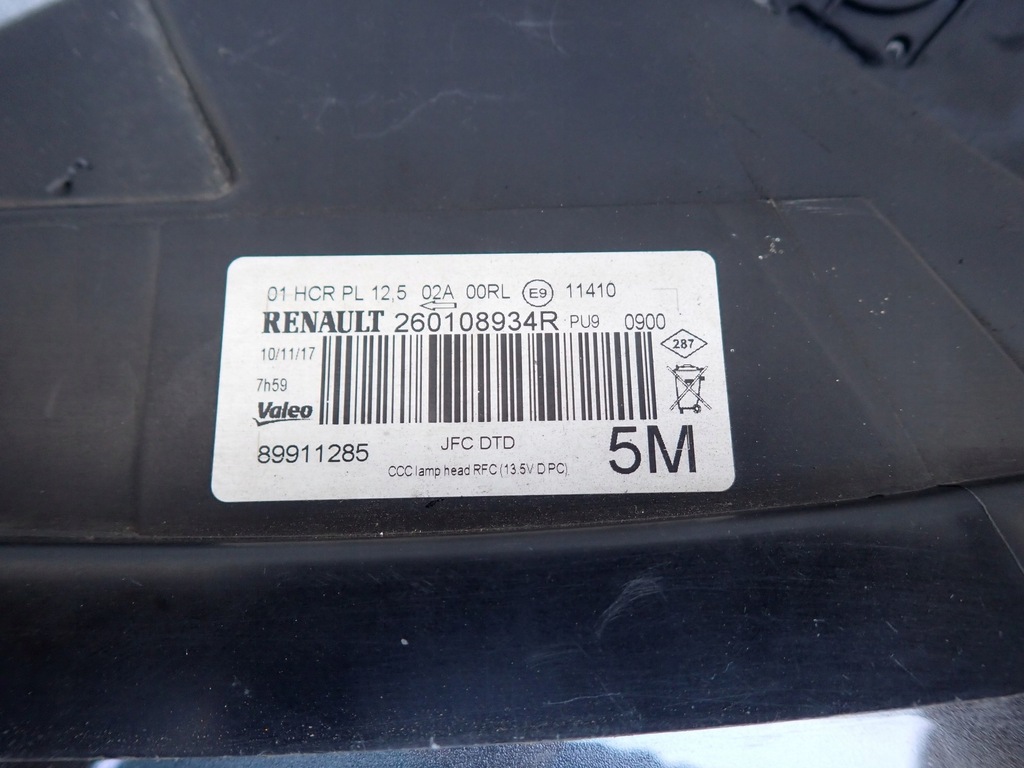 01 HCR PL 12,5 02A 00RL E9 11410
RENAULT 260108934R PU9 0900
10/11/17
287
7h59
Valeo
89911285 JFC DTD 5M
CCC lamp head RFC (13.5V D PC)